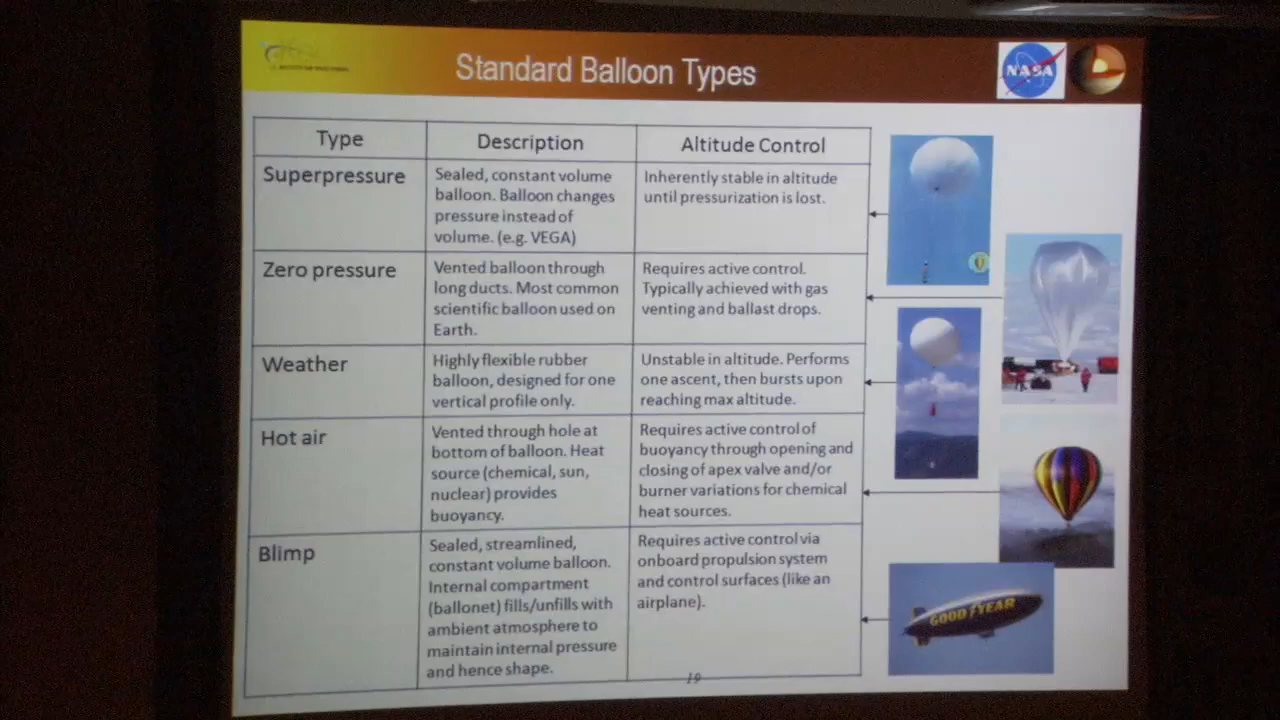 Standard Balloon Types
NASA
Type Description Altitude Control
Superpressure
Sealed, constant volume
balloon. Balloon changes
pressure instead of
volume. (e.g. VEGA)
Inherently stable in altitude
until pressurization is lost.
Zero pressure
Vented balloon through
long ducts. Most common
scientific balloon used on
Earth.
Requires active control.
Typically achieved with gas
venting and ballast drops.
Weather
Highly flexible rubber
balloon, designed for one
vertical profile only.
Unstable in altitude. Performs
one ascent, then bursts upon
reaching max altitude.
Hot air
Vented through hole at
bottom of balloon. Heat
source (chemical, sun,
nuclear) provides
buoyancy.
Requires active control of
buoyancy through opening and
closing of apex valve and/or
burner variations for chemical
heat sources.
Blimp
Sealed, streamlined,
constant volume balloon.
Internal compartment
(ballonet) fills/unfills with
ambient atmosphere to
maintain internal pressure
and hence shape.
Requires active control via
onboard propulsion system
and control surfaces (like an
airplane).
GOODYEAR
19